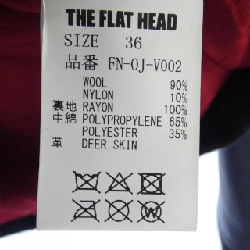 THE FLAT HEAD
SIZE 36
品番 FN-OJ-V002
WOOL 90%
NYLON 10%
裏地 RAYON 100%
中綿 POLYPROPYLENE 65%
POLYESTER 35%
革 DEER SKIN